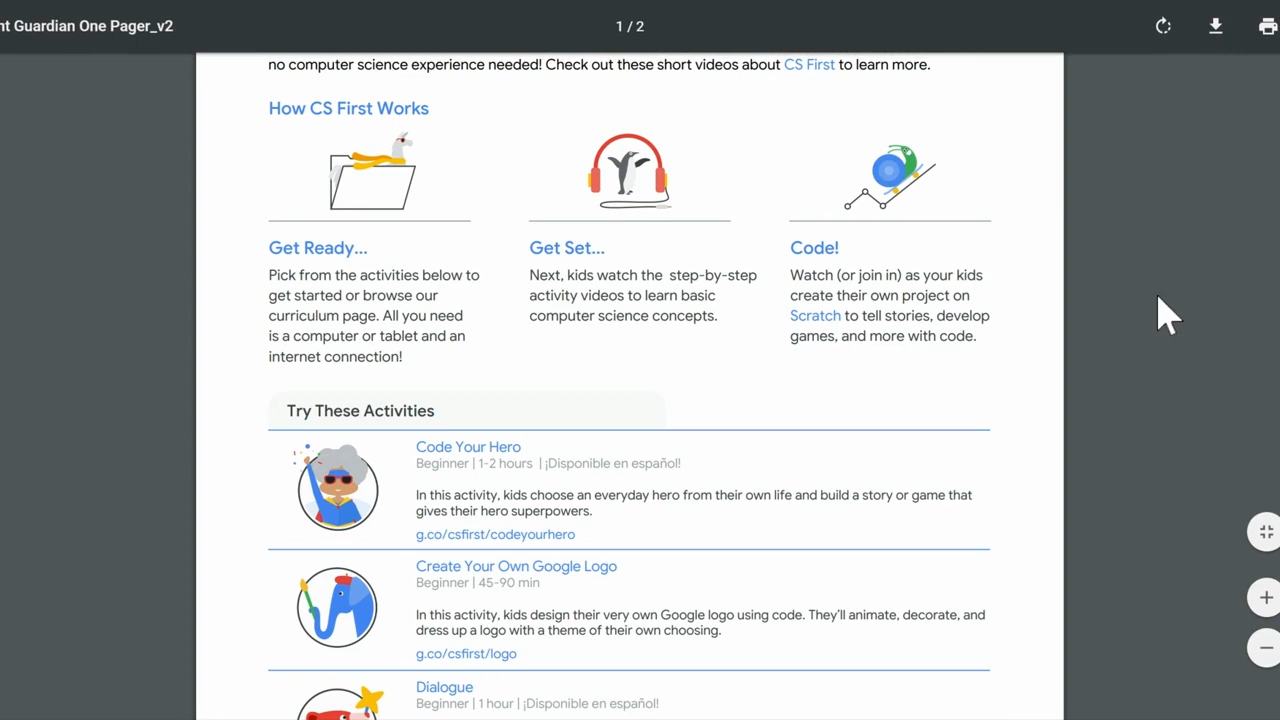 nt Guardian One Pager_v2
1 / 2
no computer science experience needed! Check out these short videos about CS First to learn more.
How CS First Works
Get Ready...
Pick from the activities below to
get started or browse our
curriculum page. All you need
is a computer or tablet and an
internet connection!
Get Set...
Next, kids watch the step-by-step
activity videos to learn basic
computer science concepts.
Code!
Watch (or join in) as your kids
create their own project on
Scratch to tell stories, develop
games, and more with code.
Try These Activities
Code Your Hero
Beginner | 1-2 hours | ¡Disponible en español!
In this activity, kids choose an everyday hero from their own life and build a story or game that
gives their hero superpowers.
g.co/csfirst/codeyourhero
Create Your Own Google Logo
Beginner | 45-90 min
In this activity, kids design their very own Google logo using code. They'll animate, decorate, and
dress up a logo with a theme of their own choosing.
g.co/csfirst/logo
Dialogue
Beginner | 1 hour | ¡Disponible en español!